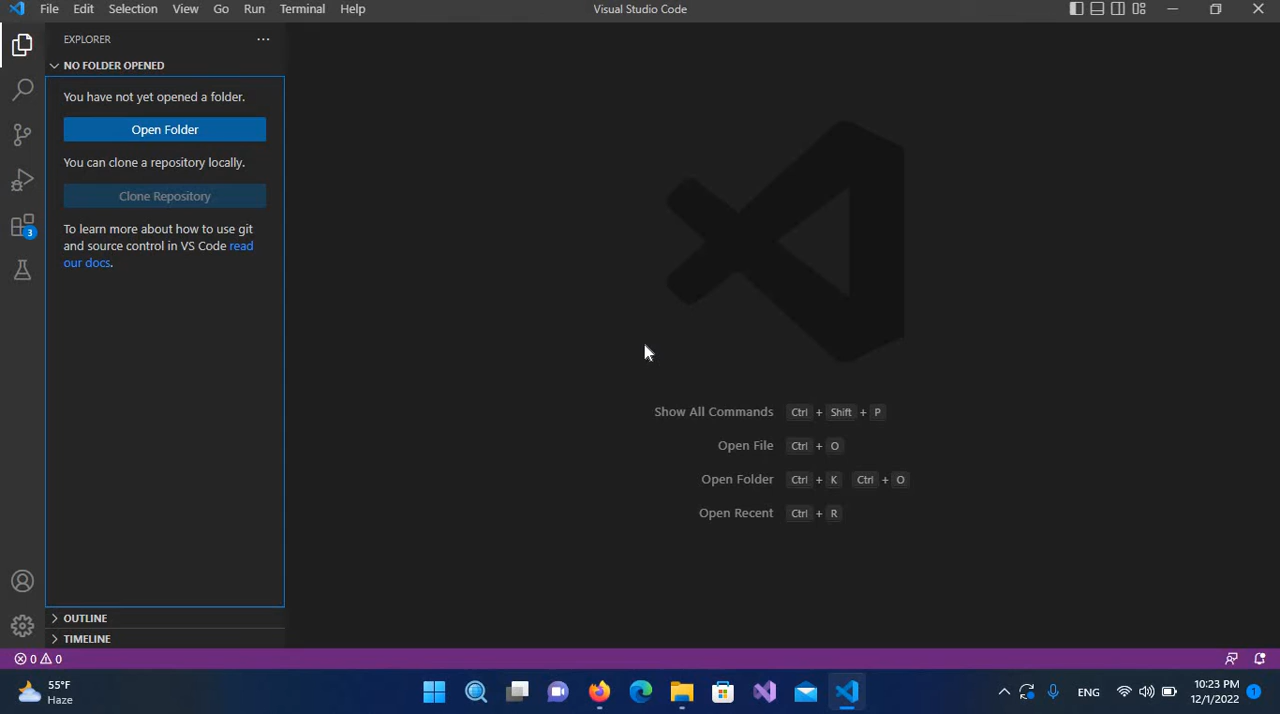 File Edit Selection View Go Run Terminal Help
Visual Studio Code
EXPLORER
NO FOLDER OPENED
You have not yet opened a folder.
Open Folder
You can clone a repository locally.
Clone Repository
To learn more about how to use git
and source control in VS Code read
our docs.
3
Show All Commands Ctrl + Shift + P
Open File Ctrl + O
Open Folder Ctrl + K Ctrl + O
Open Recent Ctrl + R
OUTLINE
TIMELINE
0 0
55°F
Haze
ENG
10:23 PM
12/1/2022
1